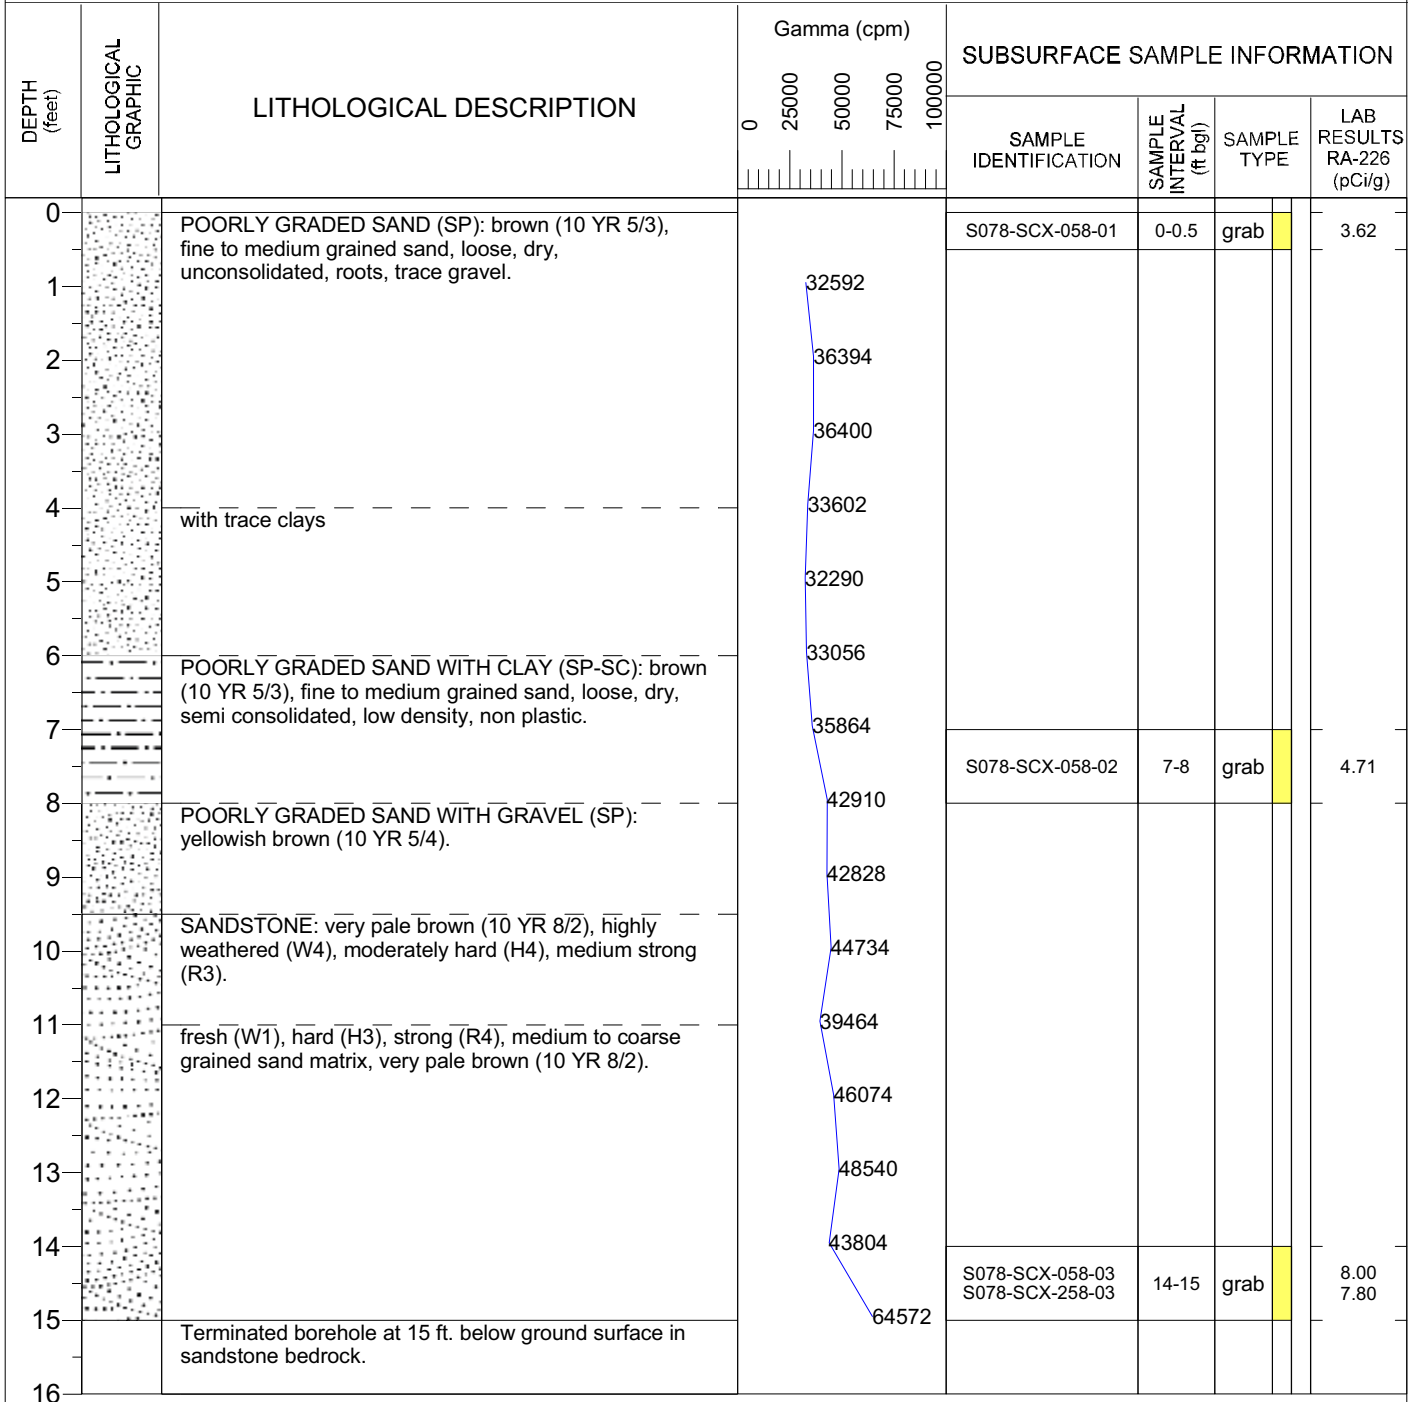 DEPTH
(feet)
LITHOLOGICAL
GRAPHIC
LITHOLOGICAL DESCRIPTION
Gamma (cpm)
0
25000
50000
75000
100000
SUBSURFACE SAMPLE INFORMATION
SAMPLE
IDENTIFICATION
SAMPLE
INTERVAL
(ft bgl)
SAMPLE
TYPE
LAB
RESULTS
RA-226
(pCi/g)
0
POORLY GRADED SAND (SP): brown (10 YR 5/3),
fine to medium grained sand, loose, dry,
unconsolidated, roots, trace gravel.
S078-SCX-058-01
0-0.5
grab
3.62
1
32592
2
36394
3
36400
4
33602
with trace clays
5
32290
6
33056
POORLY GRADED SAND WITH CLAY (SP-SC): brown
(10 YR 5/3), fine to medium grained sand, loose, dry,
semi consolidated, low density, non plastic.
7
35864
S078-SCX-058-02
7-8
grab
4.71
8
42910
POORLY GRADED SAND WITH GRAVEL (SP):
yellowish brown (10 YR 5/4).
9
42828
SANDSTONE: very pale brown (10 YR 8/2), highly
weathered (W4), moderately hard (H4), medium strong
(R3).
10
44734
11
39464
fresh (W1), hard (H3), strong (R4), medium to coarse
grained sand matrix, very pale brown (10 YR 8/2).
12
46074
13
48540
14
43804
S078-SCX-058-03
S078-SCX-258-03
14-15
grab
8.00
7.80
15
64572
Terminated borehole at 15 ft. below ground surface in
sandstone bedrock.
16